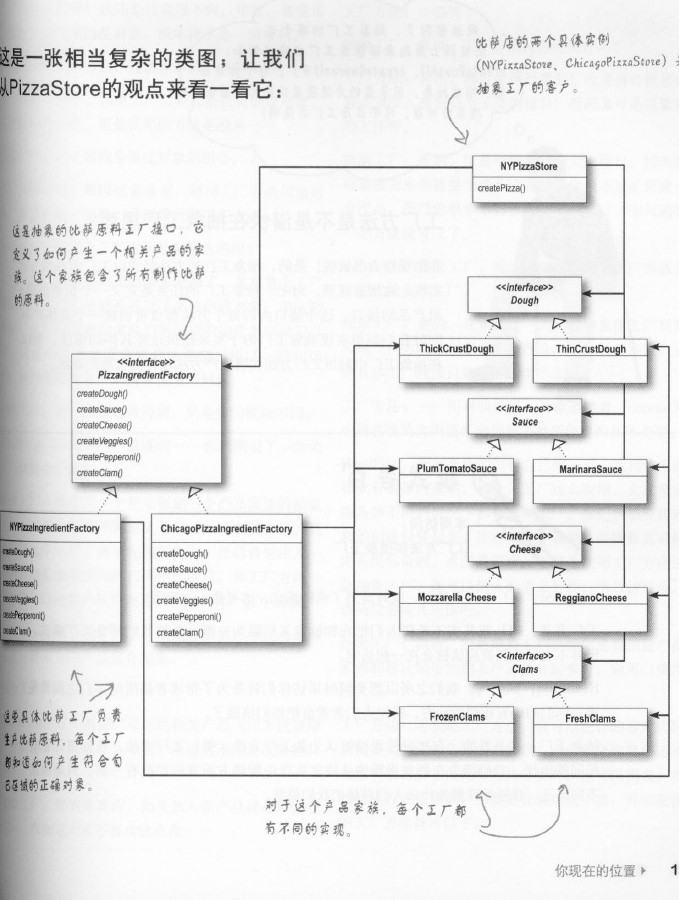 这是一张相当复杂的类图；让我们
从PizzaStore的观点来看一看它：
比萨店的两个具体实例
(NYPizzaStore、ChicagoPizzaStore) 是
抽象工厂的客户。
NYPizzaStore
createPizza()
这是抽象的比萨原料工厂接口，它
定义了如何产生一个相关产品的家
族。这个家族包含了所有制作比萨
的原料。
<<interface>>
Dough
ThickCrustDough
ThinCrustDough
<<interface>>
PizzaIngredientFactory
createDough()
createSauce()
createCheese()
createVeggies()
createPepperoni()
createClam()
<<interface>>
Sauce
PlumTomatoSauce
MarinaraSauce
NYPizzaIngredientFactory
createDough()
createSauce()
createCheese()
createVeggies()
createPepperoni()
createClam()
ChicagoPizzaIngredientFactory
createDough()
createSauce()
createCheese()
createVeggies()
createPepperoni()
createClam()
<<interface>>
Cheese
Mozzarella Cheese
ReggianoCheese
<<interface>>
Clams
FrozenClams
FreshClams
这些具体比萨工厂负责
生产比萨原料，每个工厂
都知道如何产生符合自
己区域的正确对象。
对于这个产品家族，每个工厂都
有不同的实现。
你现在的位置